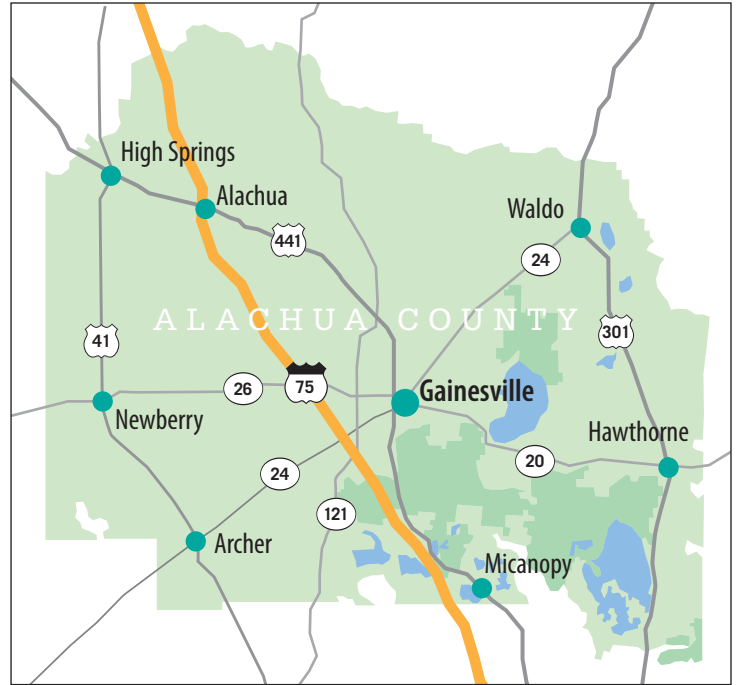 High Springs
Alachua
Waldo
441
24
ALACHUA COUNTY
301
41
26
75
Gainesville
Newberry
Hawthorne
24
20
121
Archer
Micanopy